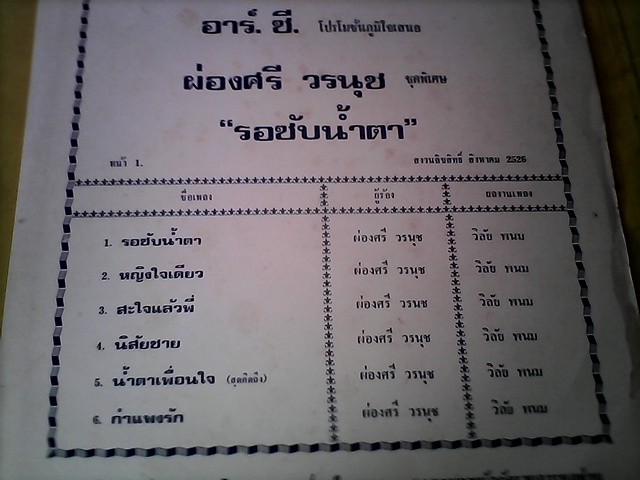 อาร์. ซี. โปรโมชั่นภูมิใจเสนอ
ผ่องศรี วรนุช ชุดพิเศษ
“รอซับน้ำตา”
หน้า 1. สงวนลิขสิทธิ์ สิงหาคม 2526
ชื่อเพลง ผู้ร้อง ผลงานเพลง
1. รอซับน้ำตา ผ่องศรี วรนุช วิลัย พนม
2. หญิงใจเดียว ผ่องศรี วรนุช วิลัย พนม
3. สะใจแล้วพี่ ผ่องศรี วรนุช วิลัย พนม
4. นิสัยชาย ผ่องศรี วรนุช วิลัย พนม
5. น้ำตาเพื่อนใจ (สุดคิดถึง) ผ่องศรี วรนุช วิลัย พนม
6. กำแพงรัก ผ่องศรี วรนุช วิลัย พนม